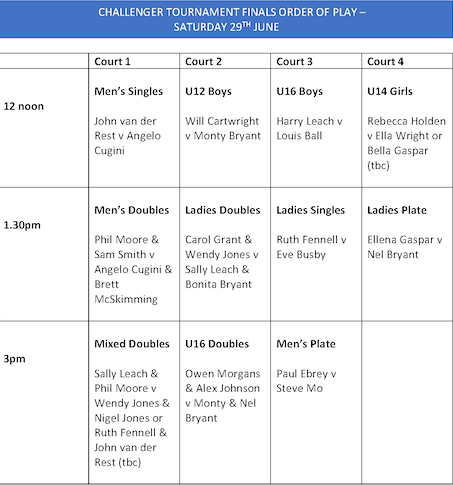 CHALLENGER TOURNAMENT FINALS ORDER OF PLAY –
SATURDAY 29TH JUNE
Court 1
Court 2
Court 3
Court 4
12 noon
Men's Singles
John van der
Rest v Angelo
Cugini
U12 Boys
Will Cartwright
v Monty Bryant
U16 Boys
Harry Leach v
Louis Ball
U14 Girls
Rebecca Holden
v Ella Wright or
Bella Gaspar
(tbc)
1.30pm
Men's Doubles
Phil Moore &
Sam Smith v
Angelo Cugini &
Brett
McSkimming
Ladies Doubles
Carol Grant &
Wendy Jones v
Sally Leach &
Bonita Bryant
Ladies Singles
Ruth Fennell v
Eve Busby
Ladies Plate
Ellena Gaspar v
Nel Bryant
3pm
Mixed Doubles
Sally Leach &
Phil Moore v
Wendy Jones &
Nigel Jones or
Ruth Fennell &
John van der
Rest (tbc)
U16 Doubles
Owen Morgans
& Alex Johnson
v Monty & Nel
Bryant
Men's Plate
Paul Ebrey v
Steve Mo